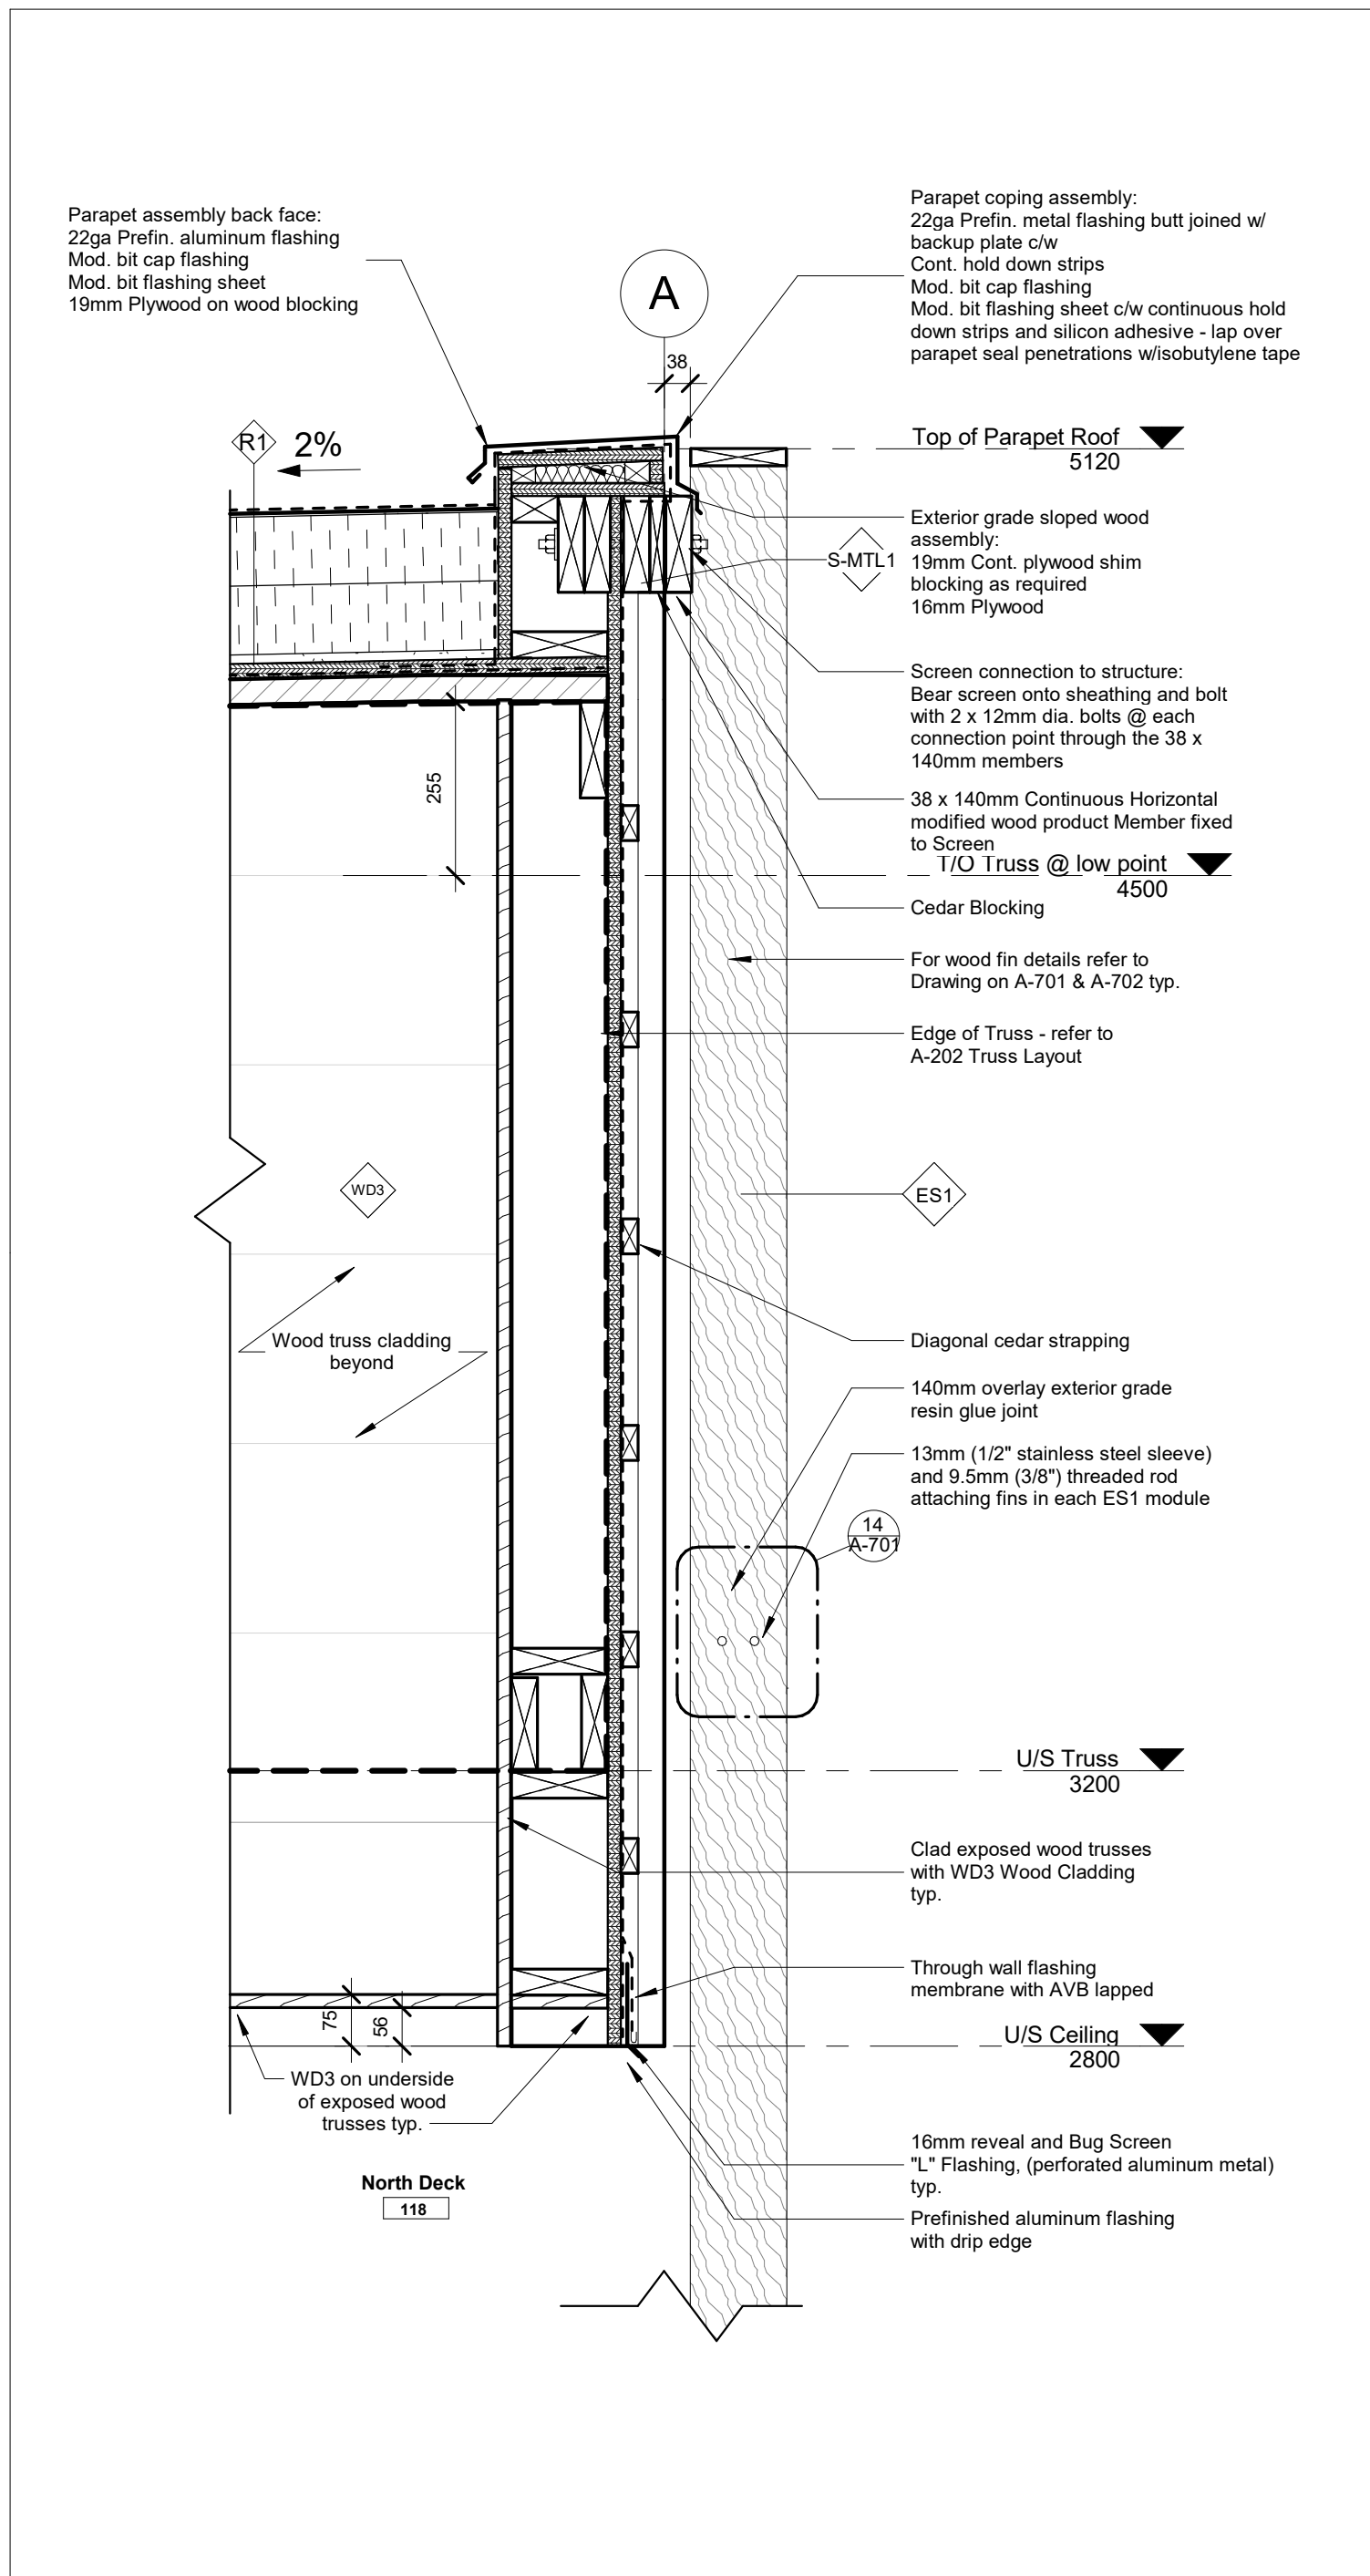 Parapet assembly back face:
22ga Prefin. aluminum flashing
Mod. bit cap flashing
Mod. bit flashing sheet
19mm Plywood on wood blocking
Parapet coping assembly:
22ga Prefin. metal flashing butt joined w/
backup plate c/w
Cont. hold down strips
Mod. bit cap flashing
Mod. bit flashing sheet c/w continuous hold
down strips and silicon adhesive - lap over
parapet seal penetrations w/isobutylene tape
A
38
R1
2%
Top of Parapet Roof
5120
Exterior grade sloped wood
assembly:
19mm Cont. plywood shim
blocking as required
16mm Plywood
S-MTL1
Screen connection to structure:
Bear screen onto sheathing and bolt
with 2 x 12mm dia. bolts @ each
connection point through the 38 x
140mm members
255
38 x 140mm Continuous Horizontal
modified wood product Member fixed
to Screen
T/O Truss @ low point
4500
Cedar Blocking
For wood fin details refer to
Drawing on A-701 & A-702 typ.
Edge of Truss - refer to
A-202 Truss Layout
WD3
ES1
Wood truss cladding
beyond
Diagonal cedar strapping
140mm overlay exterior grade
resin glue joint
13mm (1/2" stainless steel sleeve)
and 9.5mm (3/8") threaded rod
attaching fins in each ES1 module
14
A-701
U/S Truss
3200
Clad exposed wood trusses
with WD3 Wood Cladding
typ.
Through wall flashing
membrane with AVB lapped
75
56
U/S Ceiling
2800
WD3 on underside
of exposed wood
trusses typ.
16mm reveal and Bug Screen
"L" Flashing, (perforated aluminum metal)
typ.
North Deck
118
Prefinished aluminum flashing
with drip edge